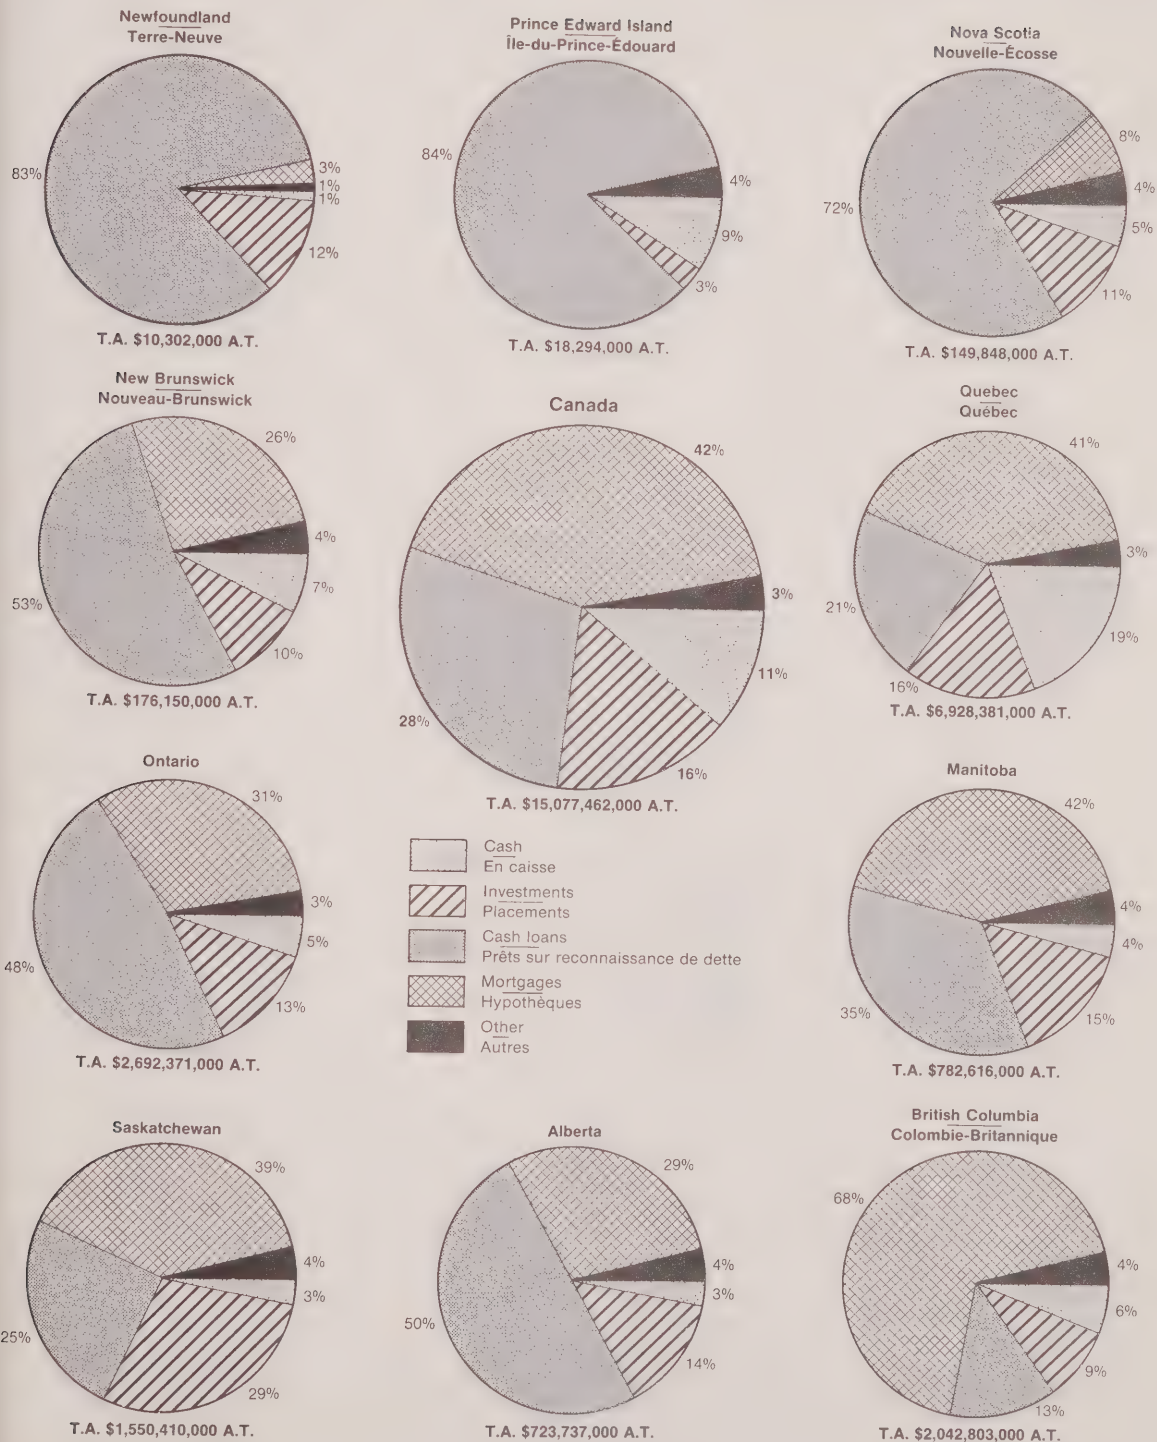 Newfoundland
Terre-Neuve
83%
3%
1%
1%
12%
T.A. $10,302,000 A.T.
Prince Edward Island
Île-du-Prince-Édouard
84%
4%
9%
3%
T.A. $18,294,000 A.T.
Nova Scotia
Nouvelle-Écosse
72%
8%
4%
5%
11%
T.A. $149,848,000 A.T.
New Brunswick
Nouveau-Brunswick
26%
4%
7%
53%
10%
T.A. $176,150,000 A.T.
Canada
42%
3%
11%
28%
16%
T.A. $15,077,462,000 A.T.
Quebec
Québec
41%
3%
21%
19%
16%
T.A. $6,928,381,000 A.T.
Ontario
31%
3%
5%
48%
13%
T.A. $2,692,371,000 A.T.
Cash
En caisse
Investments
Placements
Cash loans
Prêts sur reconnaissance de dette
Mortgages
Hypothèques
Other
Autres
Manitoba
42%
4%
4%
35%
15%
T.A. $782,616,000 A.T.
Saskatchewan
39%
4%
3%
25%
29%
T.A. $1,550,410,000 A.T.
Alberta
29%
4%
3%
50%
14%
T.A. $723,737,000 A.T.
British Columbia
Colombie-Britannique
68%
4%
6%
9%
13%
T.A. $2,042,803,000 A.T.